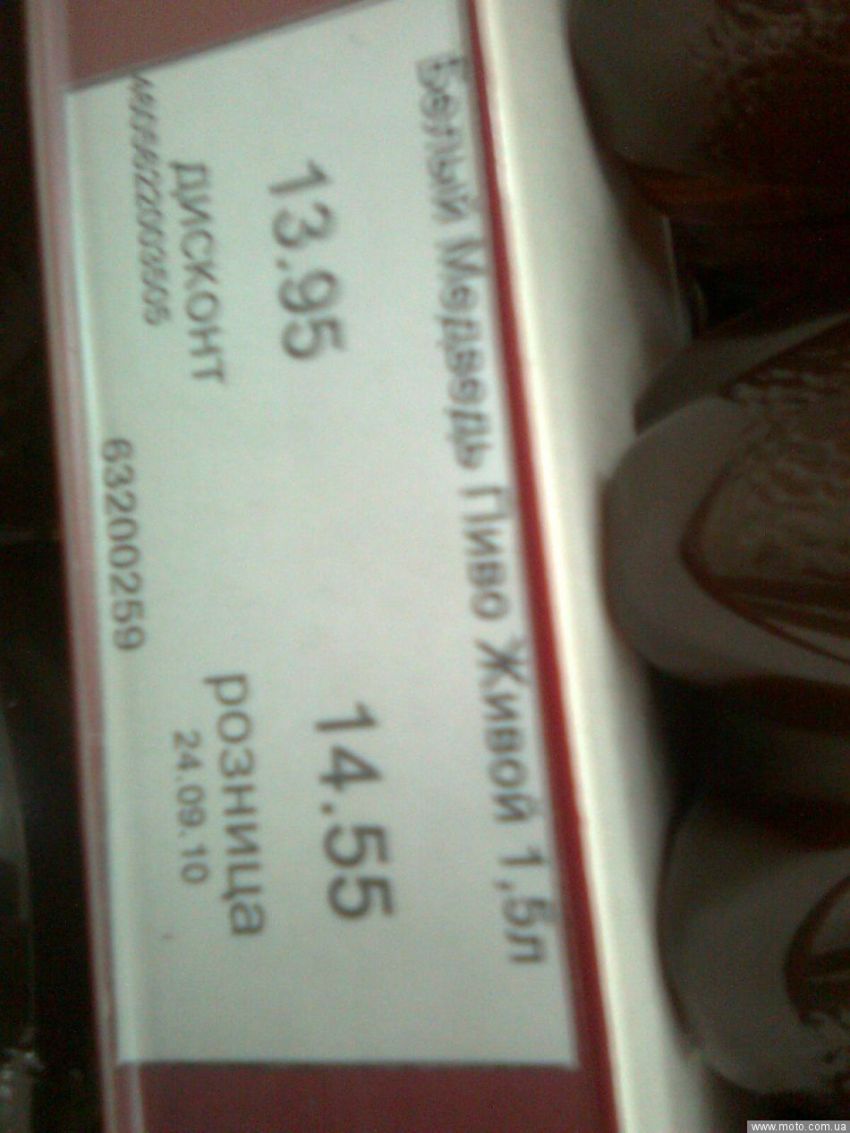 Белый Медведь Пиво Живой 1,5л
13.95
14.55
дисконт
розница
24.09.10
63200259
www.moto.com.ua